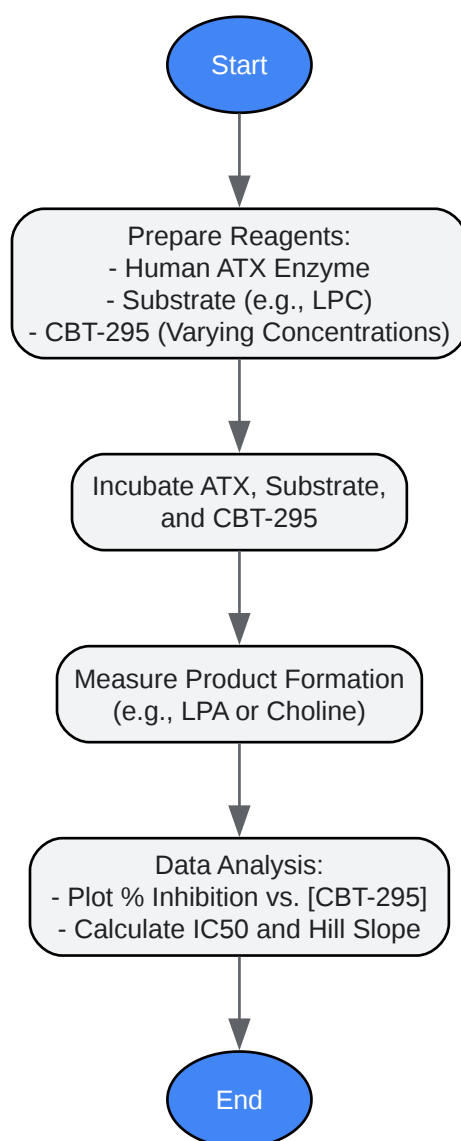 Start
Prepare Reagents:
- Human ATX Enzyme
- Substrate (e.g., LPC)
- CBT-295 (Varying Concentrations)
Incubate ATX, Substrate,
and CBT-295
Measure Product Formation
(e.g., LPA or Choline)
Data Analysis:
- Plot % Inhibition vs. [CBT-295]
- Calculate IC50 and Hill Slope
End